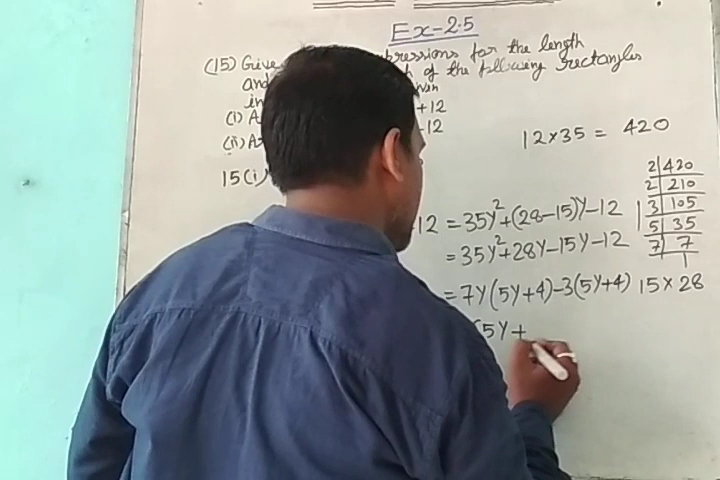 Ex-2.5
(15) Give pressions for the length
and of the following rectangles
in
(i) A +12
(ii) A -12
12×35 = 420
15(i)
2 420
2 210
3 105
5 35
7 7
1
12 = 35y²+(28-15)y-12
= 35y²+28y-15y-12
= 7y(5y+4)-3(5y+4) 15×28
(5y+